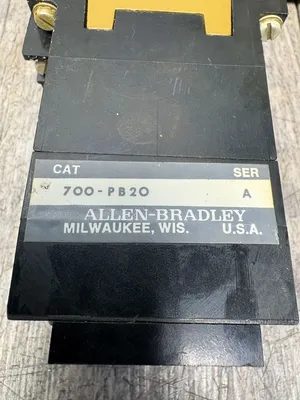 CAT SER
700-PB20 A
ALLEN-BRADLEY
MILWAUKEE, WIS. U.S.A.